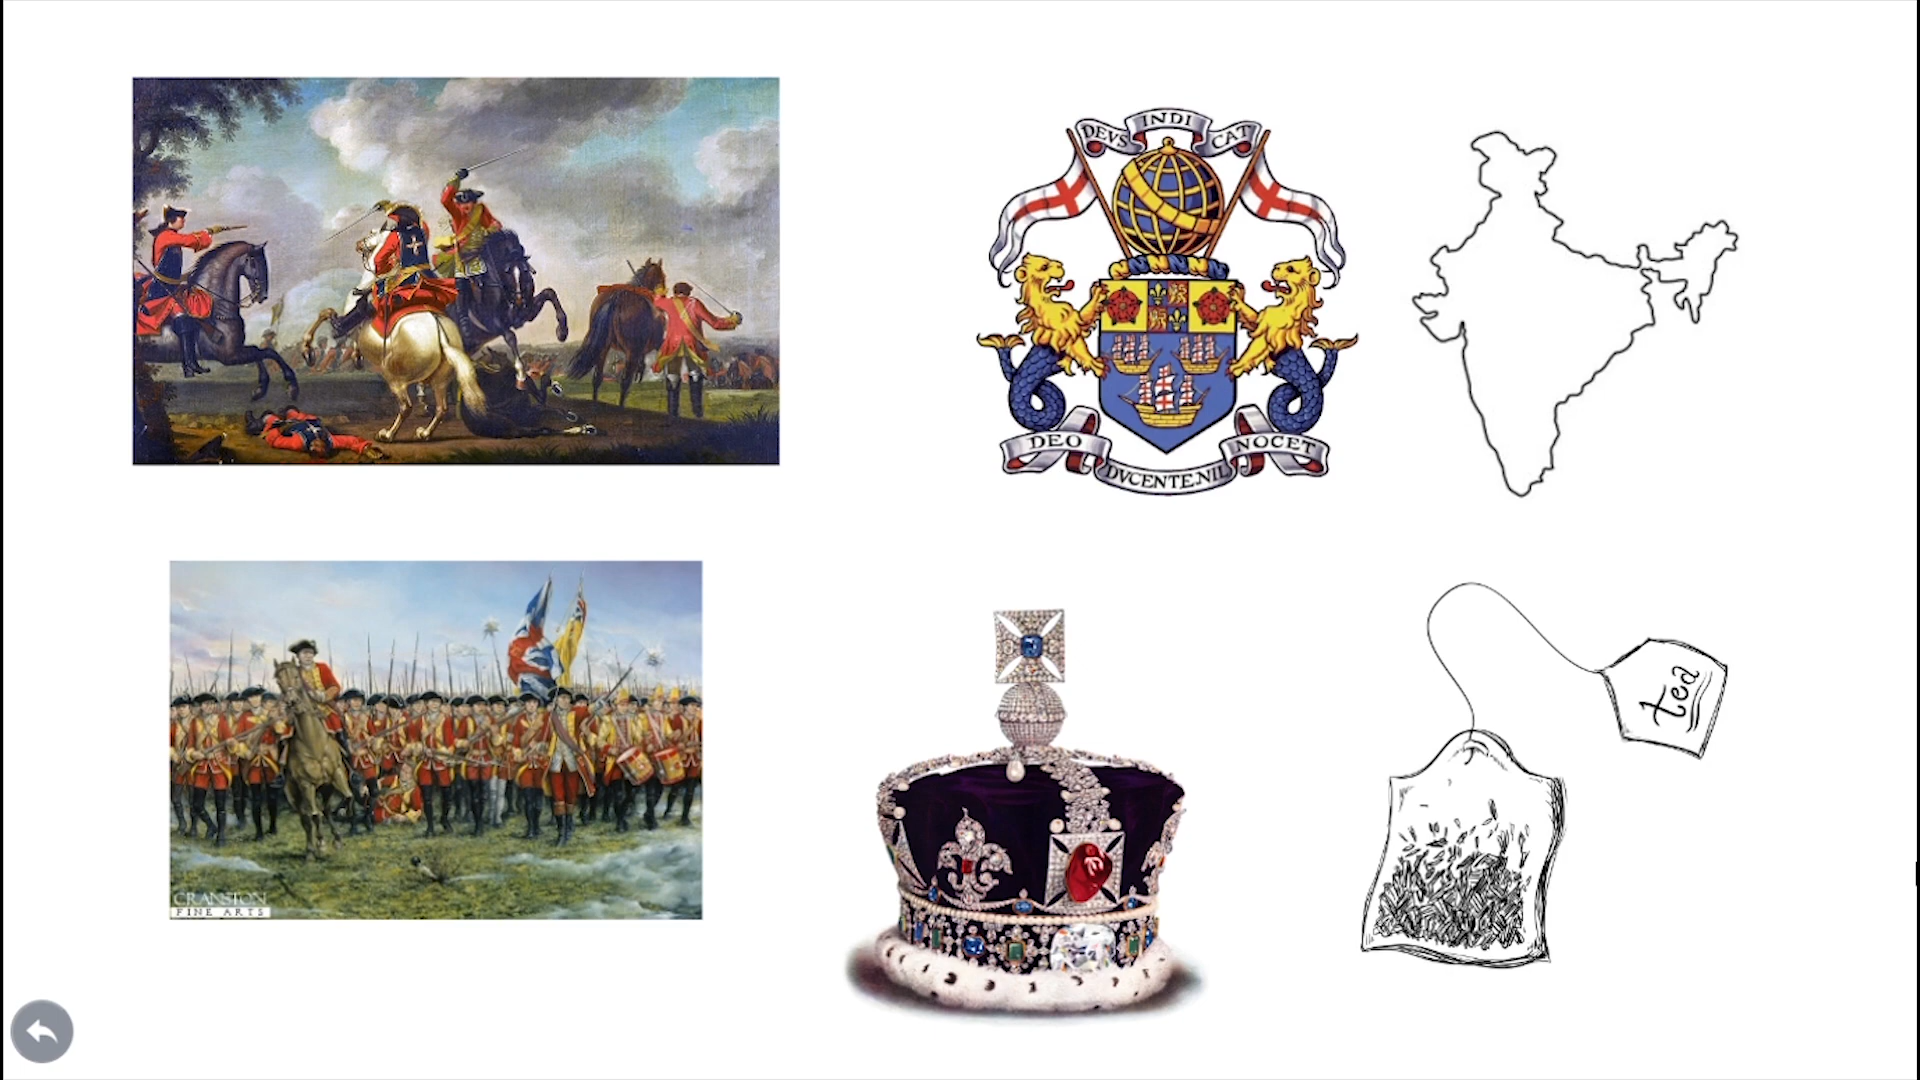 DEVS INDI CAT
DEO DVCENTE NIL NOCET
CRANSTON
FINE ARTS
tea